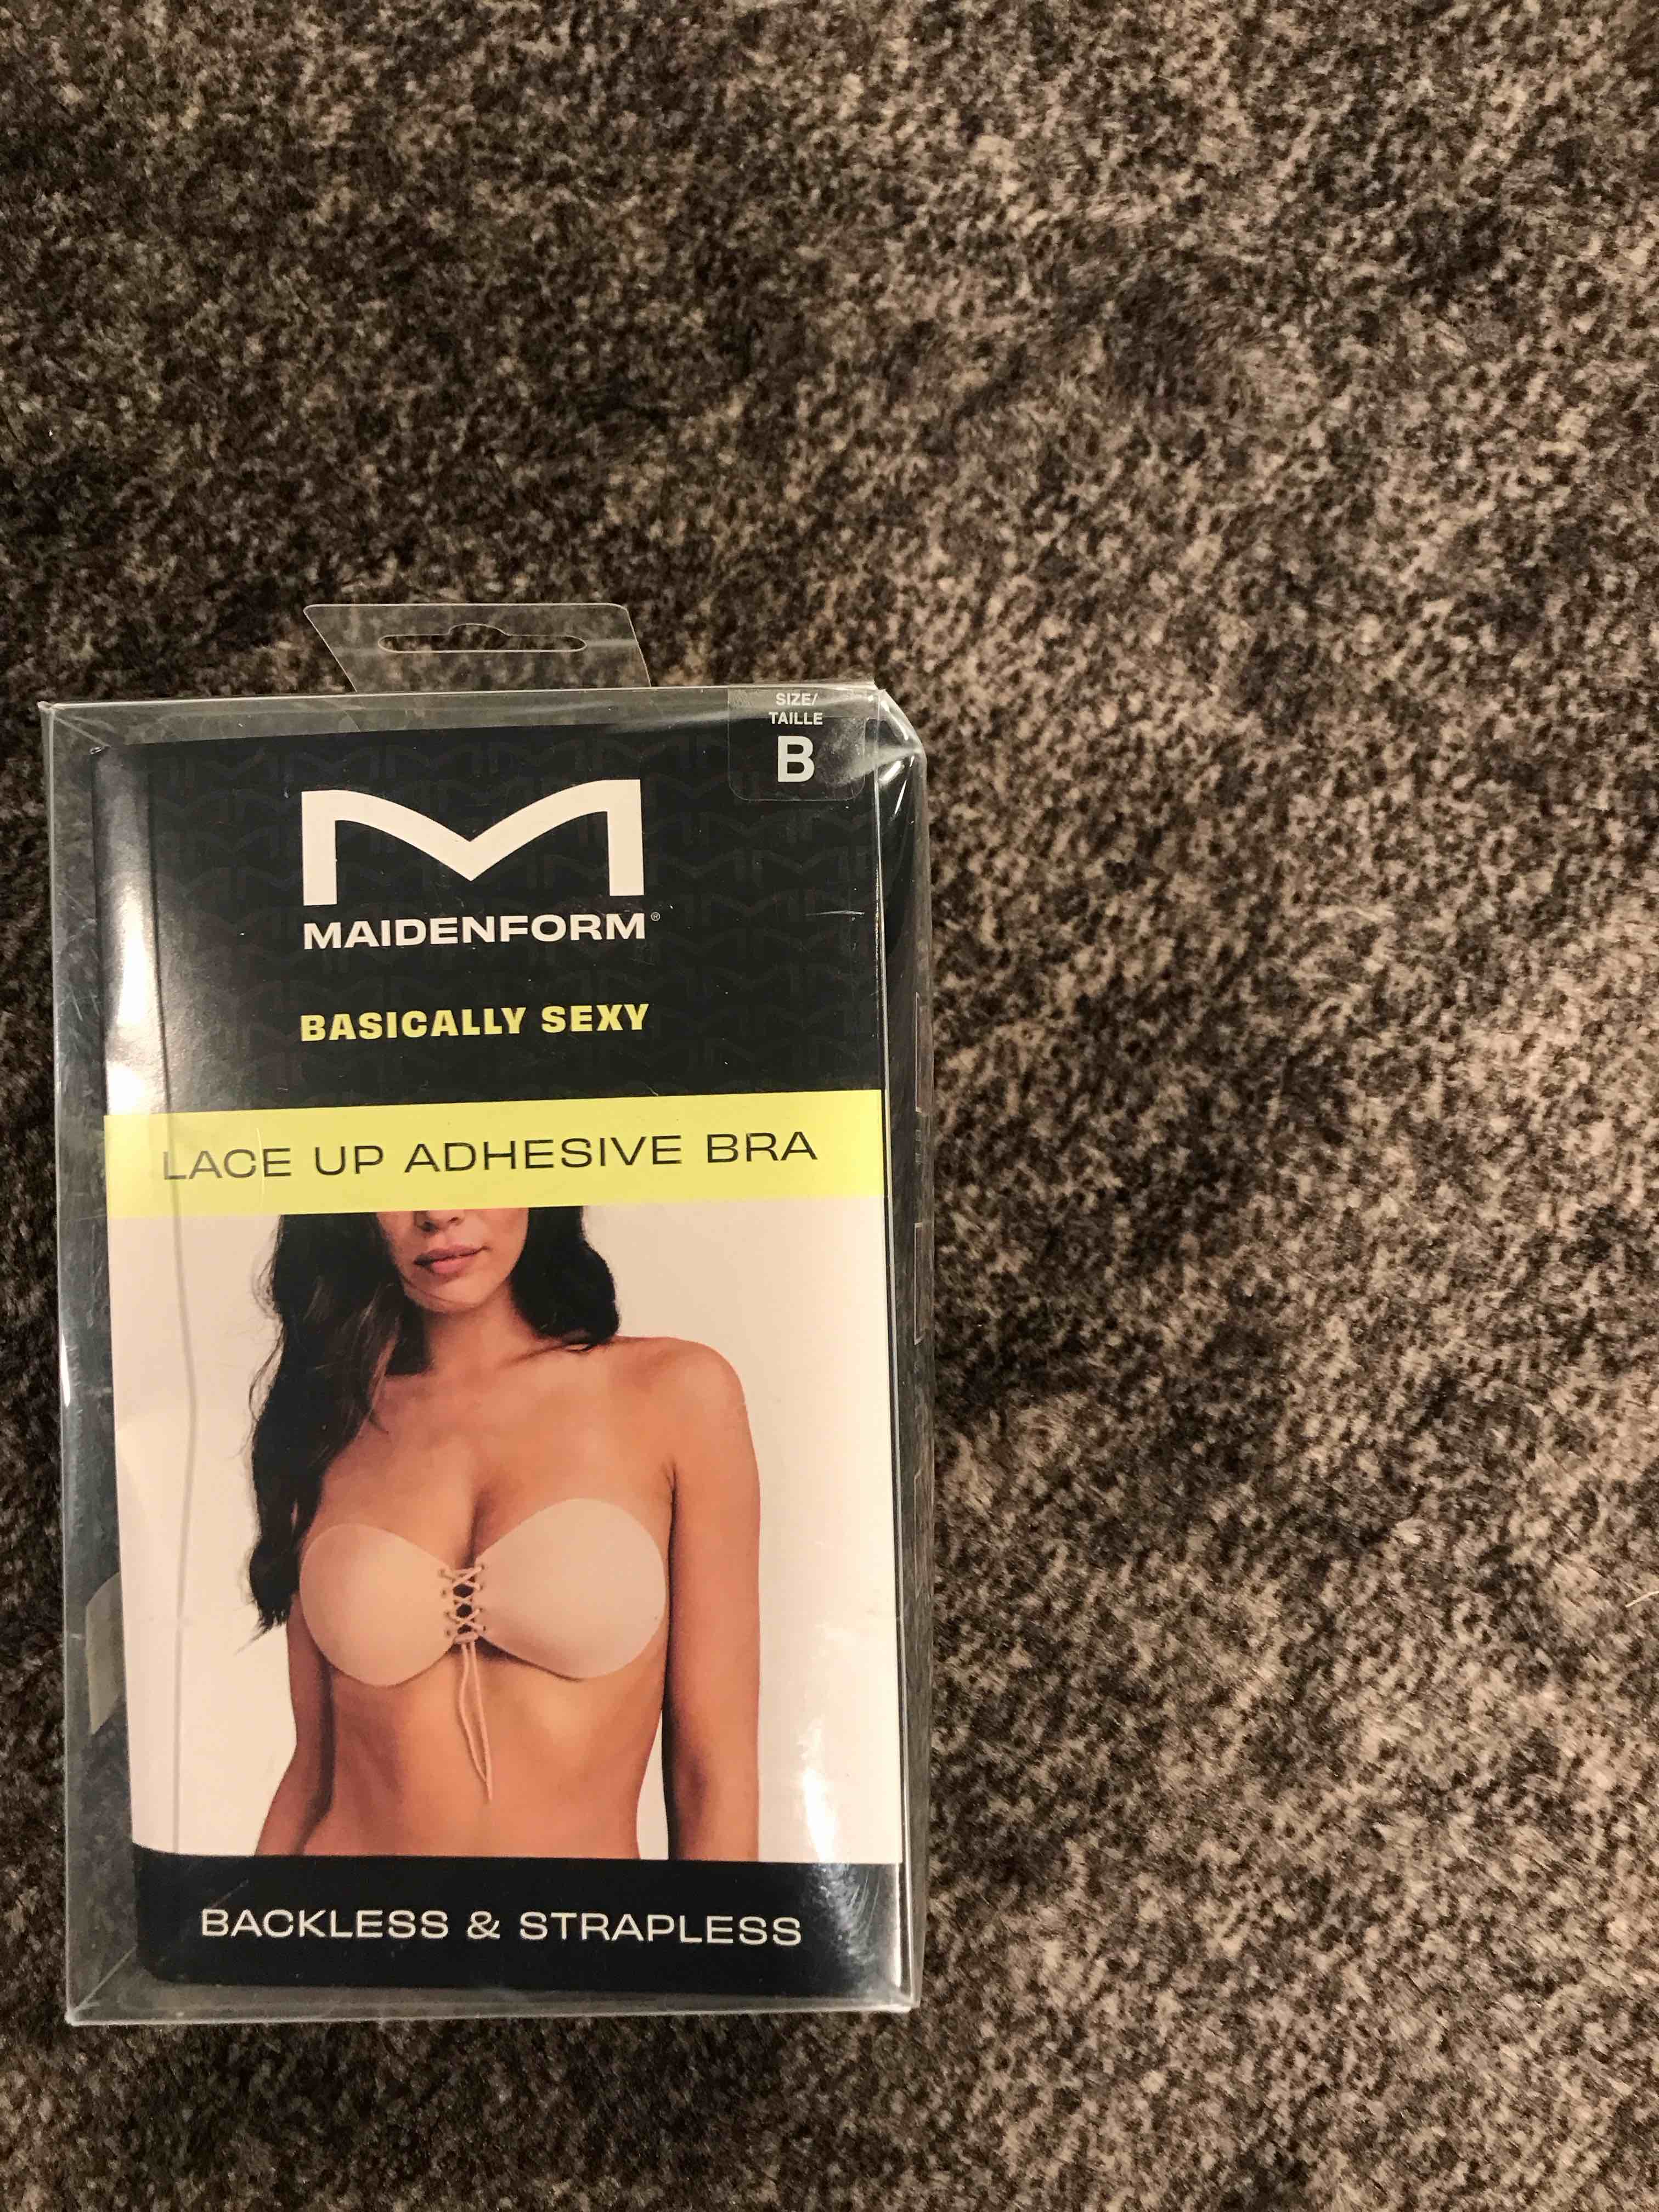 SIZE/
TAILLE
B
MAIDENFORM®
BASICALLY SEXY
LACE UP ADHESIVE BRA
BACKLESS & STRAPLESS